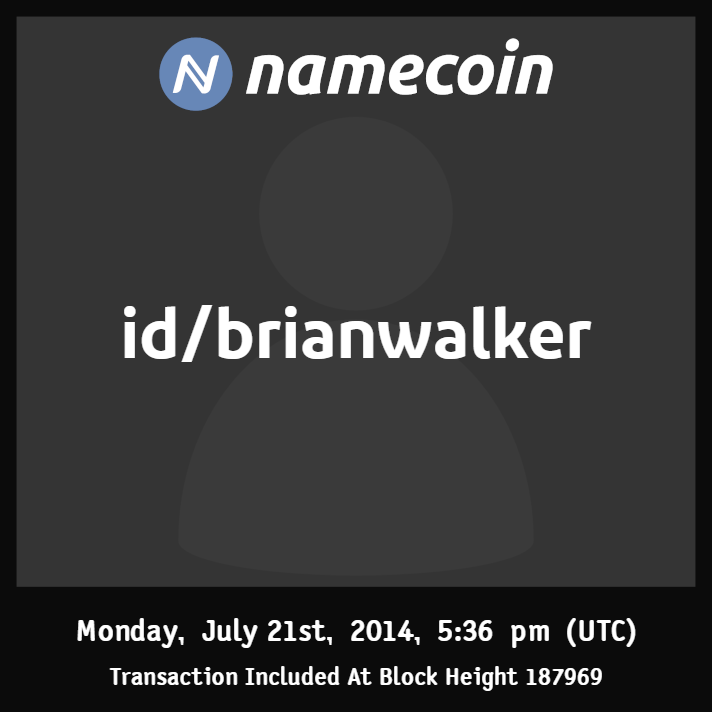 namecoin
id/brianwalker
Monday, July 21st, 2014, 5:36 pm (UTC)
Transaction Included At Block Height 187969